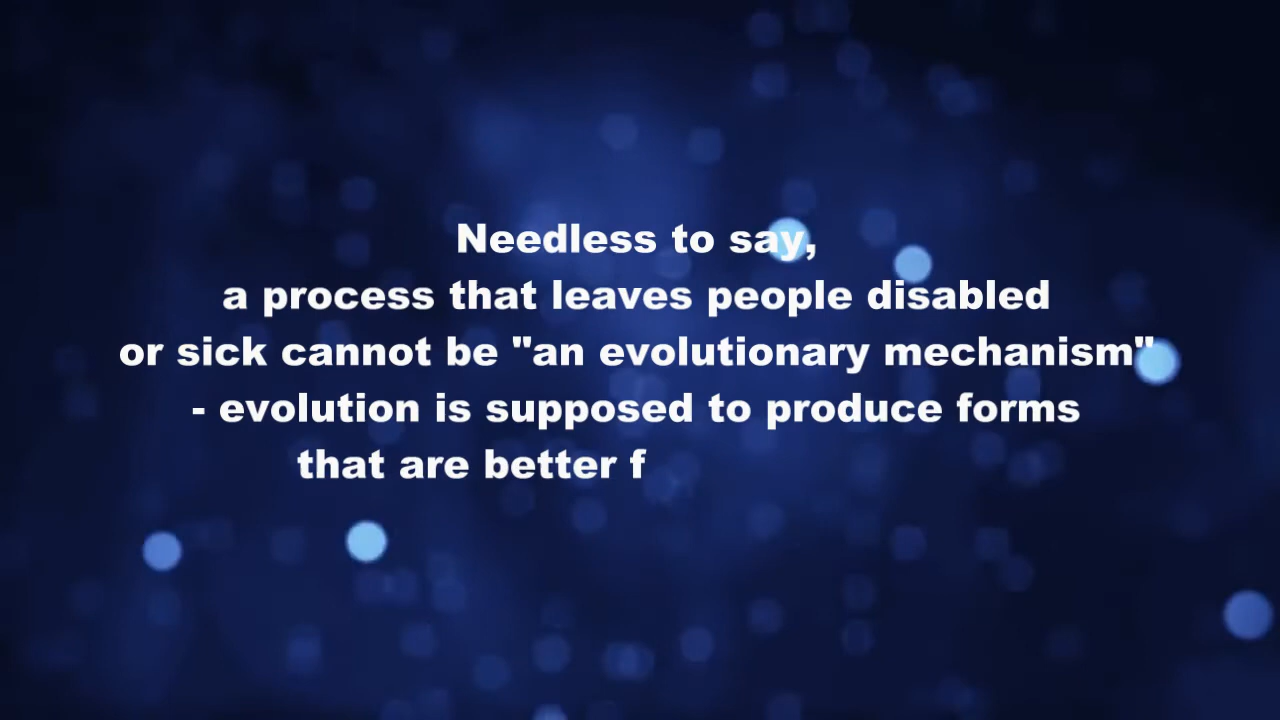 Needless to say,
a process that leaves people disabled
or sick cannot be "an evolutionary mechanism"
- evolution is supposed to produce forms
that are better f